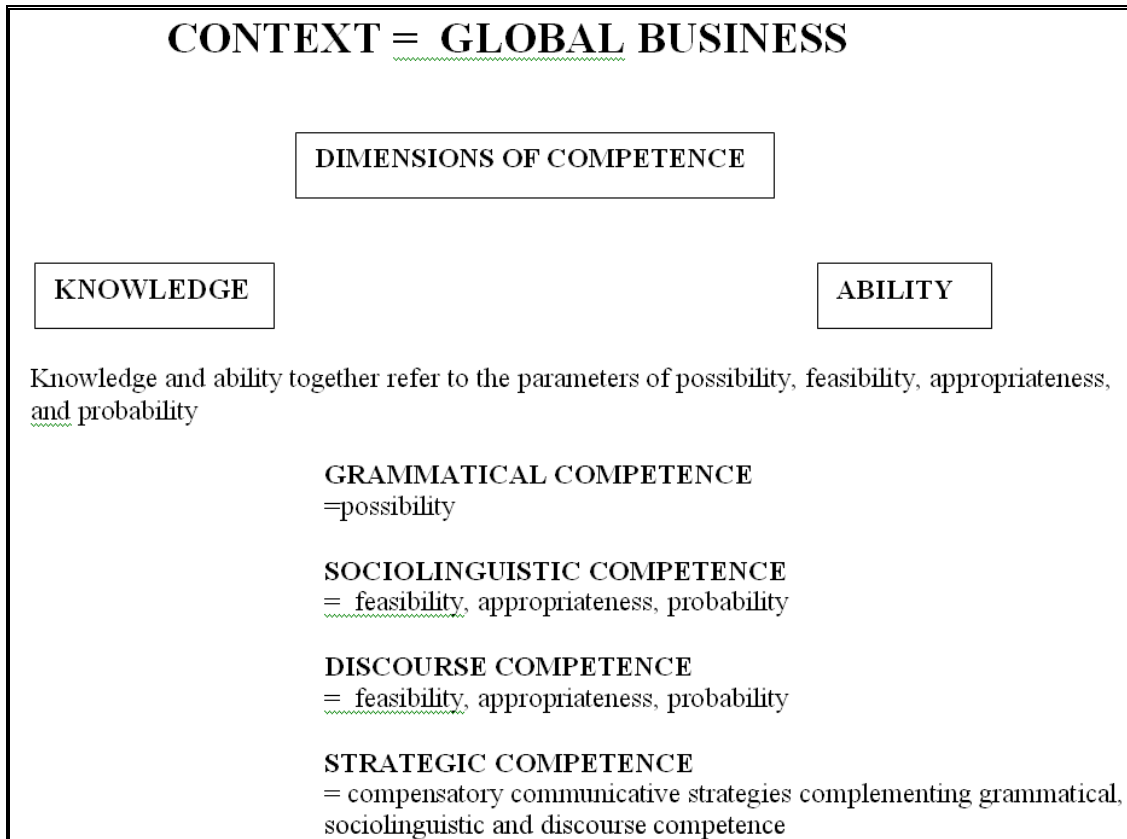 CONTEXT = GLOBAL BUSINESS
DIMENSIONS OF COMPETENCE
KNOWLEDGE
ABILITY
Knowledge and ability together refer to the parameters of possibility, feasibility, appropriateness,
and probability
GRAMMATICAL COMPETENCE
=possibility
SOCIOLINGUISTIC COMPETENCE
= feasibility, appropriateness, probability
DISCOURSE COMPETENCE
= feasibility, appropriateness, probability
STRATEGIC COMPETENCE
= compensatory communicative strategies complementing grammatical,
sociolinguistic and discourse competence